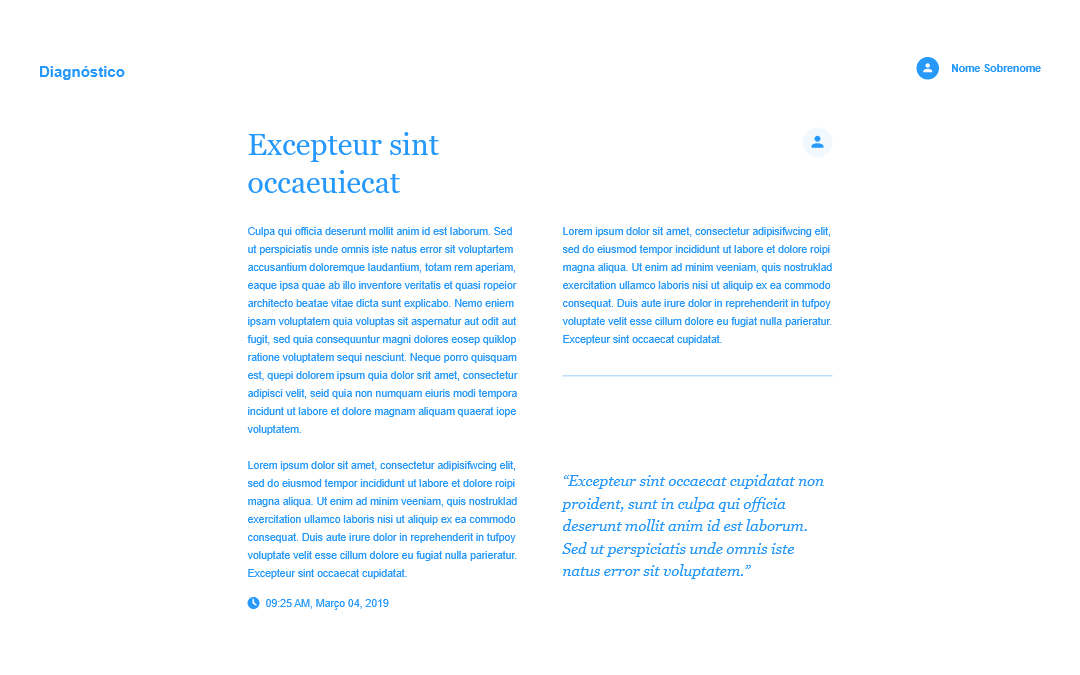 Diagnóstico
Nome Sobrenome
Excepteur sint
occaeuiecat
Culpa qui officia deserunt mollit anim id est laborum. Sed
ut perspiciatis unde omnis iste natus error sit voluptartem
accusantium doloremque laudantium, totam rem aperiam,
eaque ipsa quae ab illo inventore veritatis et quasi ropeior
architecto beatae vitae dicta sunt explicabo. Nemo eniem
ipsam voluptatem quia voluptas sit aspernatur aut odit aut
fugit, sed quia consequuntur magni dolores eosep quiklop
ratione voluptatem sequi nesciunt. Neque porro quisquam
est, quepi dolorem ipsum quia dolor srit amet, consectetur
adipisci velit, seid quia non numquam eiuris modi tempora
incidunt ut labore et dolore magnam aliquam quaerat iope
voluptatem.
Lorem ipsum dolor sit amet, consectetur adipisifwcing elit,
sed do eiusmod tempor incididunt ut labore et dolore roipi
magna aliqua. Ut enim ad minim veeniam, quis nostruklad
exercitation ullamco laboris nisi ut aliquip ex ea commodo
consequat. Duis aute irure dolor in reprehenderit in tufpoy
voluptate velit esse cillum dolore eu fugiat nulla parieratur.
Excepteur sint occaecat cupidatat.
09:25 AM, Março 04, 2019
Lorem ipsum dolor sit amet, consectetur adipisifwcing elit,
sed do eiusmod tempor incididunt ut labore et dolore roipi
magna aliqua. Ut enim ad minim veeniam, quis nostruklad
exercitation ullamco laboris nisi ut aliquip ex ea commodo
consequat. Duis aute irure dolor in reprehenderit in tufpoy
voluptate velit esse cillum dolore eu fugiat nulla parieratur.
Excepteur sint occaecat cupidatat.
“Excepteur sint occaecat cupidatat non
proident, sunt in culpa qui officia
deserunt mollit anim id est laborum.
Sed ut perspiciatis unde omnis iste
natus error sit voluptatem.”